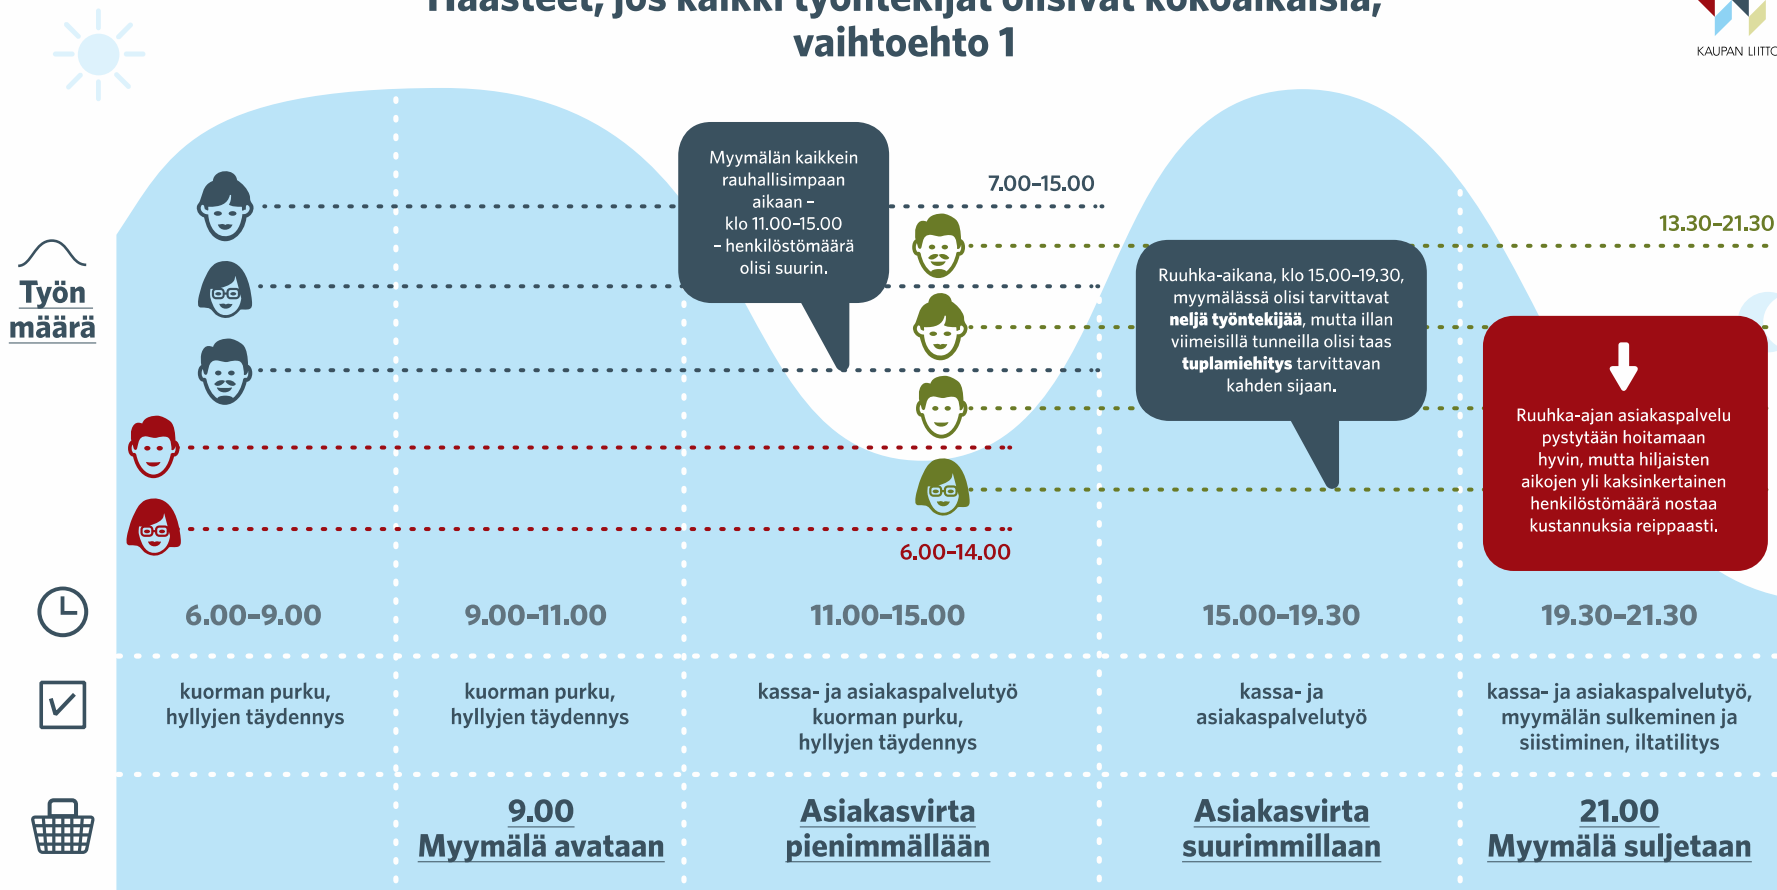 Haasteet, jos kaikki työntekijät olisivat kokoaikaisia,
vaihtoehto 1
KAUPAN LIITTO
Myymälän kaikkein
rauhallisimpaan
aikaan –
klo 11.00–15.00
– henkilöstömäärä
olisi suurin.
7.00–15.00
13.30–21.30
Työn
määrä
Ruuhka-aikana, klo 15.00–19.30,
myymälässä olisi tarvittavat
neljä työntekijää, mutta illan
viimeisillä tunneilla olisi taas
tuplamiehitys tarvittavan
kahden sijaan.
Ruuhka-ajan asiakaspalvelu
pystytään hoitamaan
hyvin, mutta hiljaisten
aikojen yli kaksinkertainen
henkilöstömäärä nostaa
kustannuksia reippaasti.
6.00–14.00
6.00–9.00
9.00–11.00
11.00–15.00
15.00–19.30
19.30–21.30
kuorman purku,
hyllyjen täydennys
kuorman purku,
hyllyjen täydennys
kassa- ja asiakaspalvelutyö
kuorman purku,
hyllyjen täydennys
kassa- ja
asiakaspalvelutyö
kassa- ja asiakaspalvelutyö,
myymälän sulkeminen ja
siistiminen, iltatilitys
9.00
Myymälä avataan
Asiakasvirta
pienimmällään
Asiakasvirta
suurimmillaan
21.00
Myymälä suljetaan